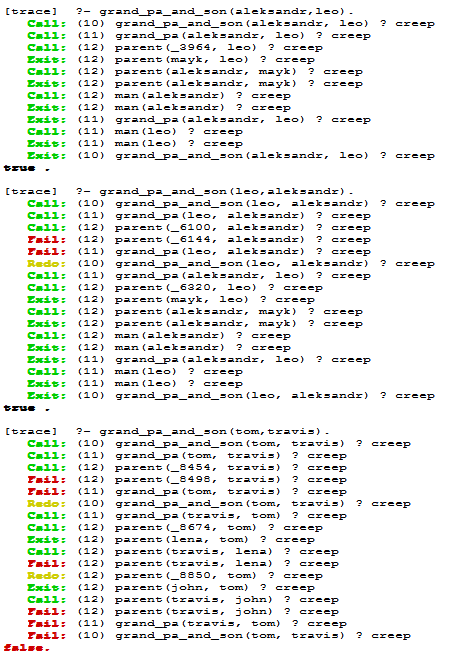 [trace]  ?- grand_pa_and_son(aleksandr,leo).
   Call: (10) grand_pa_and_son(aleksandr, leo) ? creep
   Call: (11) grand_pa(aleksandr, leo) ? creep
   Call: (12) parent(_3964, leo) ? creep
   Exit: (12) parent(mayk, leo) ? creep
   Call: (12) parent(aleksandr, mayk) ? creep
   Exit: (12) parent(aleksandr, mayk) ? creep
   Call: (12) man(aleksandr) ? creep
   Exit: (12) man(aleksandr) ? creep
   Exit: (11) grand_pa(aleksandr, leo) ? creep
   Call: (11) man(leo) ? creep
   Exit: (11) man(leo) ? creep
   Exit: (10) grand_pa_and_son(aleksandr, leo) ? creep
true .
[trace]  ?- grand_pa_and_son(leo,aleksandr).
   Call: (10) grand_pa_and_son(leo, aleksandr) ? creep
   Call: (11) grand_pa(leo, aleksandr) ? creep
   Call: (12) parent(_6100, aleksandr) ? creep
   Fail: (12) parent(_6144, aleksandr) ? creep
   Fail: (11) grand_pa(leo, aleksandr) ? creep
   Redo: (10) grand_pa_and_son(leo, aleksandr) ? creep
   Call: (11) grand_pa(aleksandr, leo) ? creep
   Call: (12) parent(_6320, leo) ? creep
   Exit: (12) parent(mayk, leo) ? creep
   Call: (12) parent(aleksandr, mayk) ? creep
   Exit: (12) parent(aleksandr, mayk) ? creep
   Call: (12) man(aleksandr) ? creep
   Exit: (12) man(aleksandr) ? creep
   Exit: (11) grand_pa(aleksandr, leo) ? creep
   Call: (11) man(leo) ? creep
   Exit: (11) man(leo) ? creep
   Exit: (10) grand_pa_and_son(leo, aleksandr) ? creep
true .
[trace]  ?- grand_pa_and_son(tom,travis).
   Call: (10) grand_pa_and_son(tom, travis) ? creep
   Call: (11) grand_pa(tom, travis) ? creep
   Call: (12) parent(_8454, travis) ? creep
   Fail: (12) parent(_8498, travis) ? creep
   Fail: (11) grand_pa(tom, travis) ? creep
   Redo: (10) grand_pa_and_son(tom, travis) ? creep
   Call: (11) grand_pa(travis, tom) ? creep
   Call: (12) parent(_8674, tom) ? creep
   Exit: (12) parent(lena, tom) ? creep
   Call: (12) parent(travis, lena) ? creep
   Fail: (12) parent(travis, lena) ? creep
   Redo: (12) parent(_8850, tom) ? creep
   Exit: (12) parent(john, tom) ? creep
   Call: (12) parent(travis, john) ? creep
   Fail: (12) parent(travis, john) ? creep
   Fail: (11) grand_pa(travis, tom) ? creep
   Fail: (10) grand_pa_and_son(tom, travis) ? creep
false.